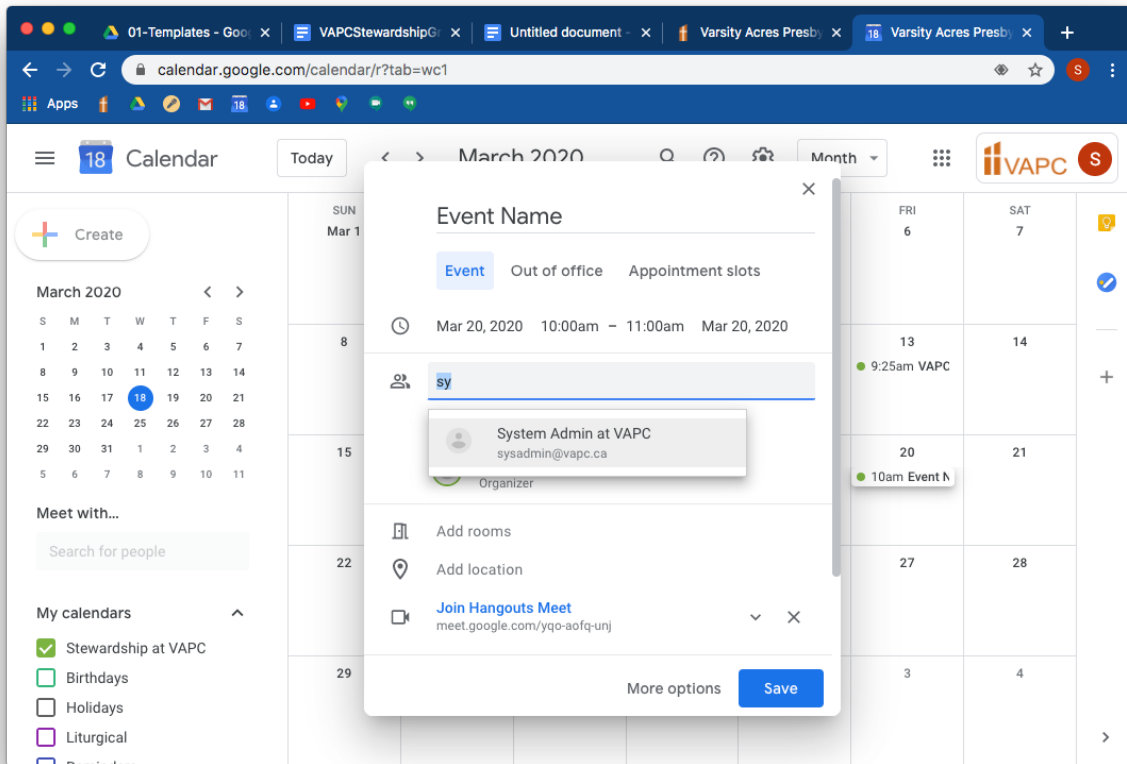 01-Templates - Goo
VAPCStewardshipGr
Untitled document -
Varsity Acres Presby
18 Varsity Acres Presby
calendar.google.com/calendar/r?tab=wc1
S
Apps
18
18 Calendar
Today
March 2020
Month
VAPC
S
Create
March 2020
S M T W T F S
1 2 3 4 5 6 7
8 9 10 11 12 13 14
15 16 17 18 19 20 21
22 23 24 25 26 27 28
29 30 31 1 2 3 4
5 6 7 8 9 10 11
Meet with...
Search for people
My calendars
Stewardship at VAPC
Birthdays
Holidays
Liturgical
SUN
Mar 1
8
15
22
29
Event Name
Event Out of office Appointment slots
Mar 20, 2020 10:00am – 11:00am Mar 20, 2020
sy
System Admin at VAPC
sysadmin@vapc.ca
Organizer
Add rooms
Add location
Join Hangouts Meet
meet.google.com/yqo-aofq-unj
More options
Save
FRI SAT
6 7
13 14
9:25am VAPC
20 21
10am Event N
27 28
3 4